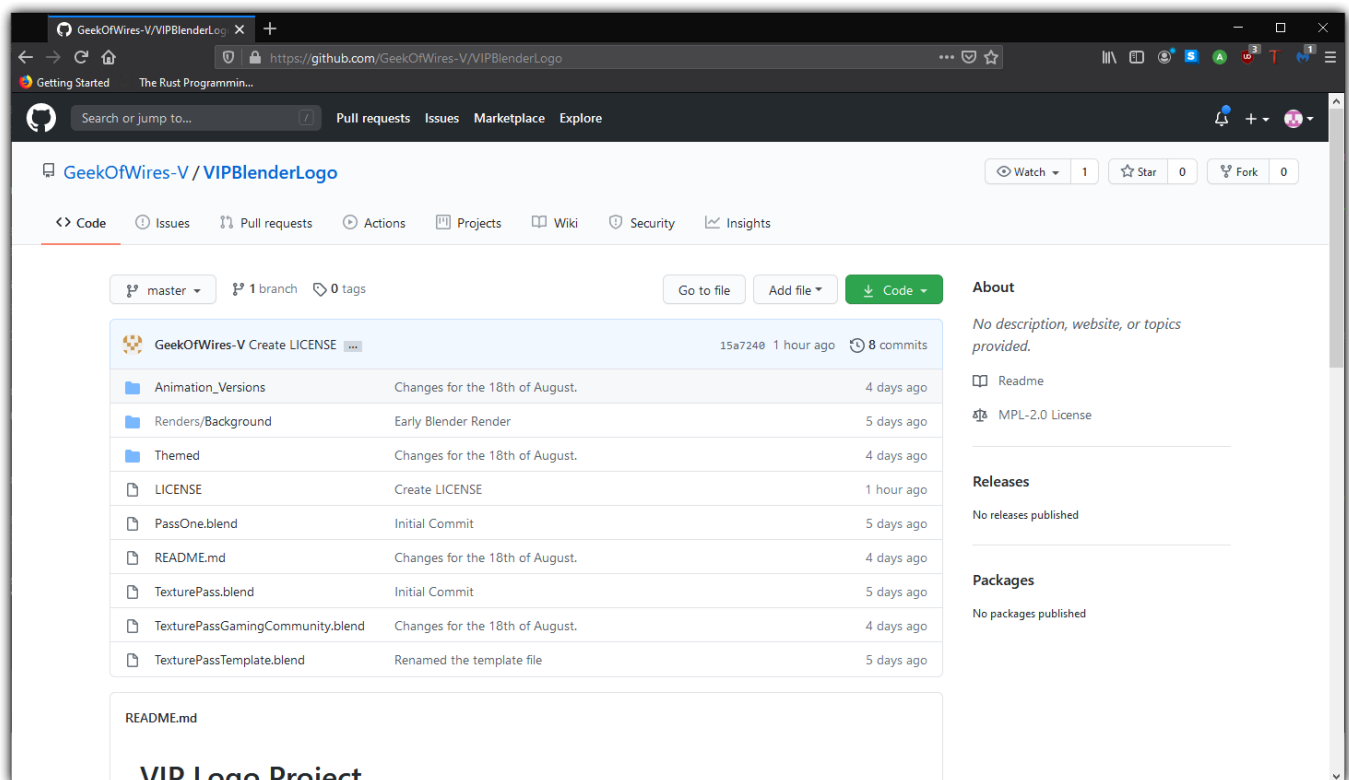 GeekOfWires-V/VIPBlenderLog
https://github.com/GeekOfWires-V/VIPBlenderLogo
S A 3 T 1
Getting Started The Rust Programmin...
Search or jump to... / Pull requests Issues Marketplace Explore
GeekOfWires-V / VIPBlenderLogo
Watch 1 Star 0 Fork 0
Code Issues Pull requests Actions Projects Wiki Security Insights
master 1 branch 0 tags Go to file Add file Code
GeekOfWires-V Create LICENSE ... 15a7240 1 hour ago 8 commits
Animation_Versions Changes for the 18th of August. 4 days ago
Renders/Background Early Blender Render 5 days ago
Themed Changes for the 18th of August. 4 days ago
LICENSE Create LICENSE 1 hour ago
PassOne.blend Initial Commit 5 days ago
README.md Changes for the 18th of August. 4 days ago
TexturePass.blend Initial Commit 5 days ago
TexturePassGamingCommunity.blend Changes for the 18th of August. 4 days ago
TexturePassTemplate.blend Renamed the template file 5 days ago
README.md
VIP Logo Project
About
No description, website, or topics
provided.
Readme
MPL-2.0 License
Releases
No releases published
Packages
No packages published